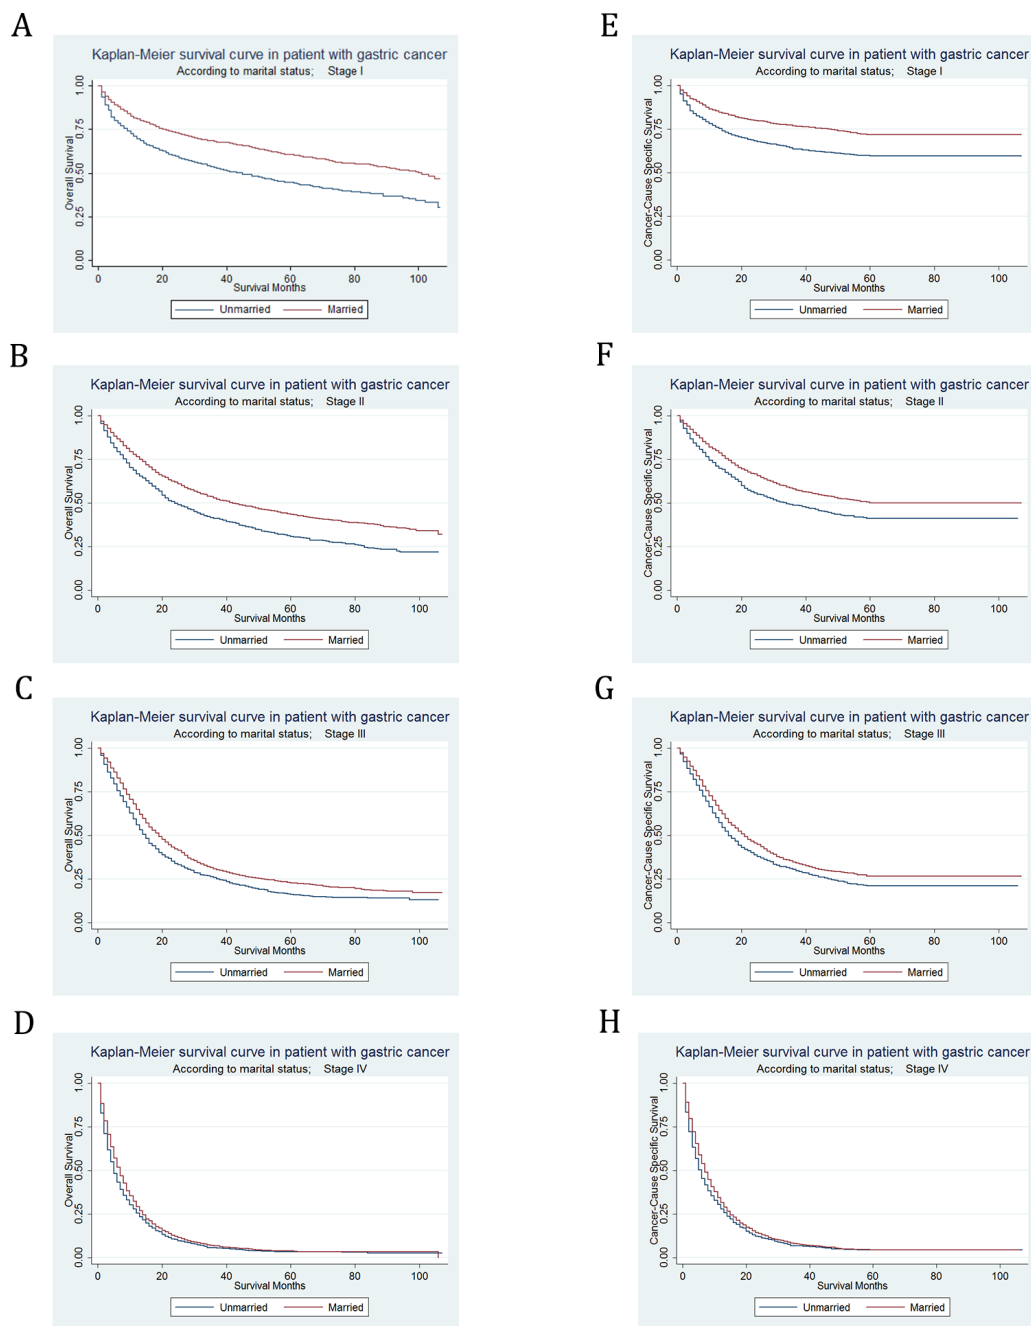 A
Kaplan-Meier survival curve in patient with gastric cancer
According to marital status; Stage I
Overall Survival
0.00 0.25 0.50 0.75 1.00
0 20 40 60 80 100
Survival Months
Unmarried Married
E
Kaplan-Meier survival curve in patient with gastric cancer
According to marital status; Stage I
Cancer-Cause Specific Survival
0.00 0.25 0.50 0.75 1.00
0 20 40 60 80 100
Survival Months
Unmarried Married
B
Kaplan-Meier survival curve in patient with gastric cancer
According to marital status; Stage II
Overall Survival
0.00 0.25 0.50 0.75 1.00
0 20 40 60 80 100
Survival Months
Unmarried Married
F
Kaplan-Meier survival curve in patient with gastric cancer
According to marital status; Stage II
Cancer-Cause Specific Survival
0.00 0.25 0.50 0.75 1.00
0 20 40 60 80 100
Survival Months
Unmarried Married
C
Kaplan-Meier survival curve in patient with gastric cancer
According to marital status; Stage III
Overall Survival
0.00 0.25 0.50 0.75 1.00
0 20 40 60 80 100
Survival Months
Unmarried Married
G
Kaplan-Meier survival curve in patient with gastric cancer
According to marital status; Stage III
Cancer-Cause Specific Survival
0.00 0.25 0.50 0.75 1.00
0 20 40 60 80 100
Survival Months
Unmarried Married
D
Kaplan-Meier survival curve in patient with gastric cancer
According to marital status; Stage IV
Overall Survival
0.00 0.25 0.50 0.75 1.00
0 20 40 60 80 100
Survival Months
Unmarried Married
H
Kaplan-Meier survival curve in patient with gastric cancer
According to marital status; Stage IV
Cancer-Cause Specific Survival
0.00 0.25 0.50 0.75 1.00
0 20 40 60 80 100
Survival Months
Unmarried Married